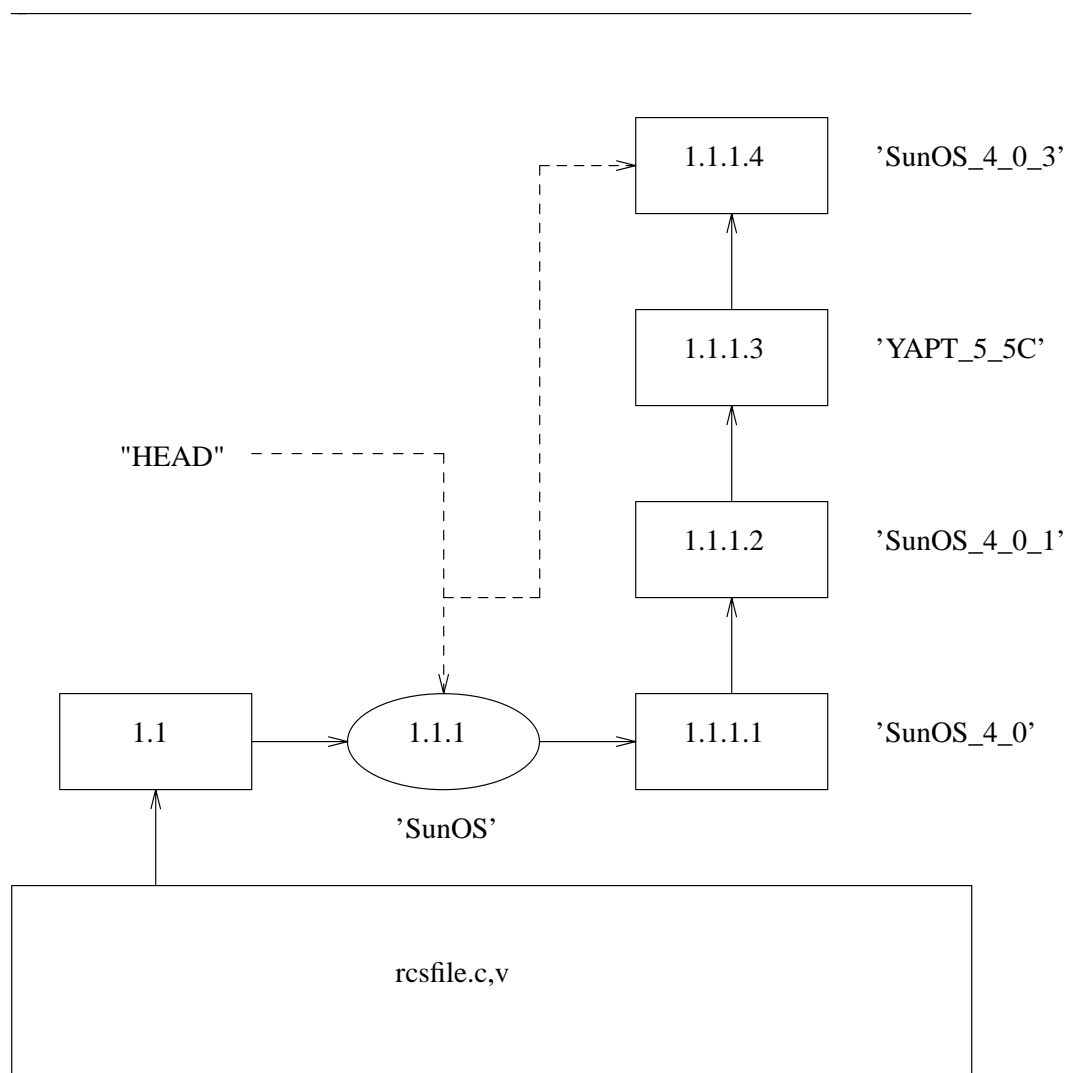 1.1.1.4 ’SunOS_4_0_3’
1.1.1.3 ’YAPT_5_5C’
"HEAD"
1.1.1.2 ’SunOS_4_0_1’
1.1 1.1.1 1.1.1.1 ’SunOS_4_0’
’SunOS’
rcsfile.c,v